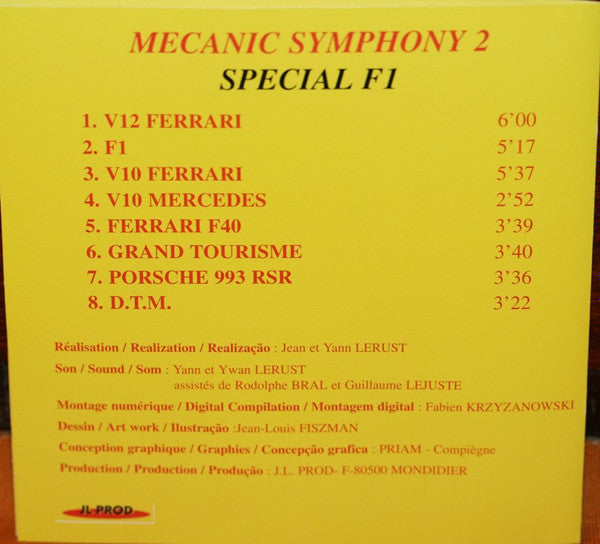 MECANIC SYMPHONY 2
SPECIAL F1
1. V12 FERRARI 6'00
2. F1 5'17
3. V10 FERRARI 5'37
4. V10 MERCEDES 2'52
5. FERRARI F40 3'39
6. GRAND TOURISME 3'40
7. PORSCHE 993 RSR 3'36
8. D.T.M. 3'22
Réalisation / Realization / Realização : Jean et Yann LERUST
Son / Sound / Som : Yann et Ywan LERUST
assistés de Rodolphe BRAL et Guillaume LEJUSTE
Montage numérique / Digital Compilation / Montagem digital : Fabien KRZYZANOWSKI
Dessin / Art work / Ilustração :Jean-Louis FISZMAN
Conception graphique / Graphies / Concepção grafica : PRIAM - Compiègne
Production / Production / Produção : J.L. PROD- F-80500 MONDIDIER
JL PROD